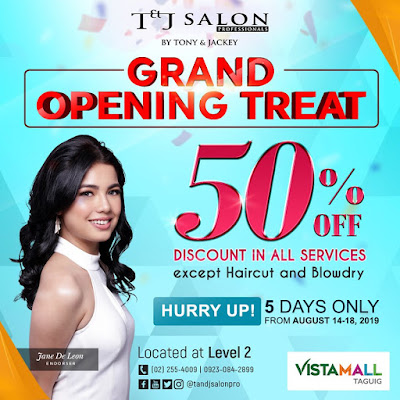 T&J SALON
PROFESSIONALS
BY TONY & JACKEY
GRAND
OPENING TREAT
50% OFF
DISCOUNT IN ALL SERVICES
except Haircut and Blowdry
HURRY UP! 5 DAYS ONLY
FROM AUGUST 14-18, 2019
Jane De Leon
ENDORSER
Located at Level 2
(02) 255-4009 | 0923-084-2899
@tandjsalonpro
VISTAMALL
TAGUIG